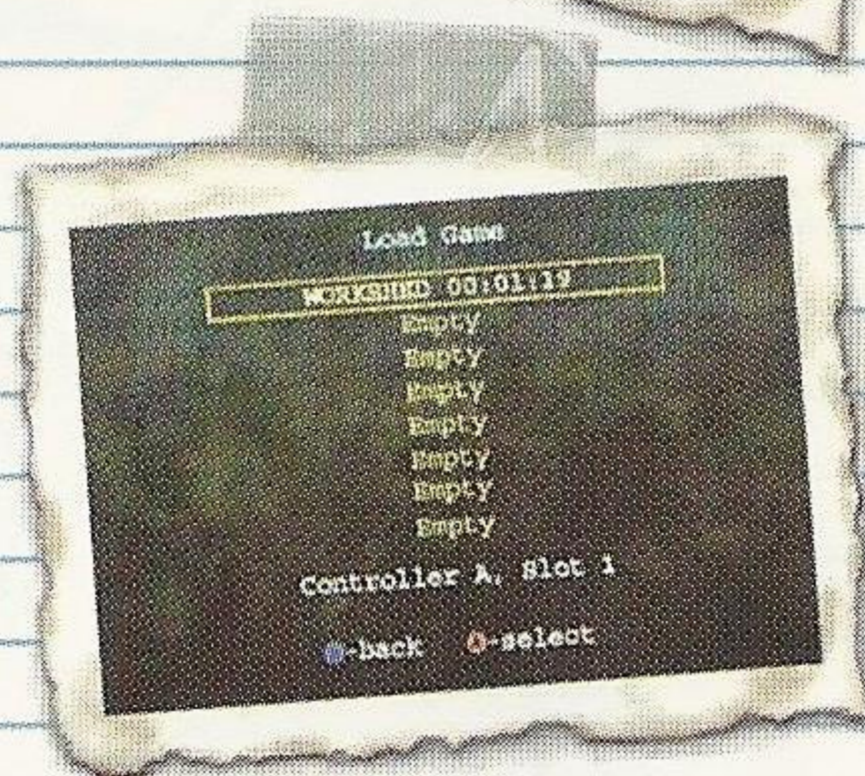 Load Game
WORKSHED 00:01:19
Empty
Empty
Empty
Empty
Empty
Empty
Empty
Controller A, Slot 1
B-back A-select